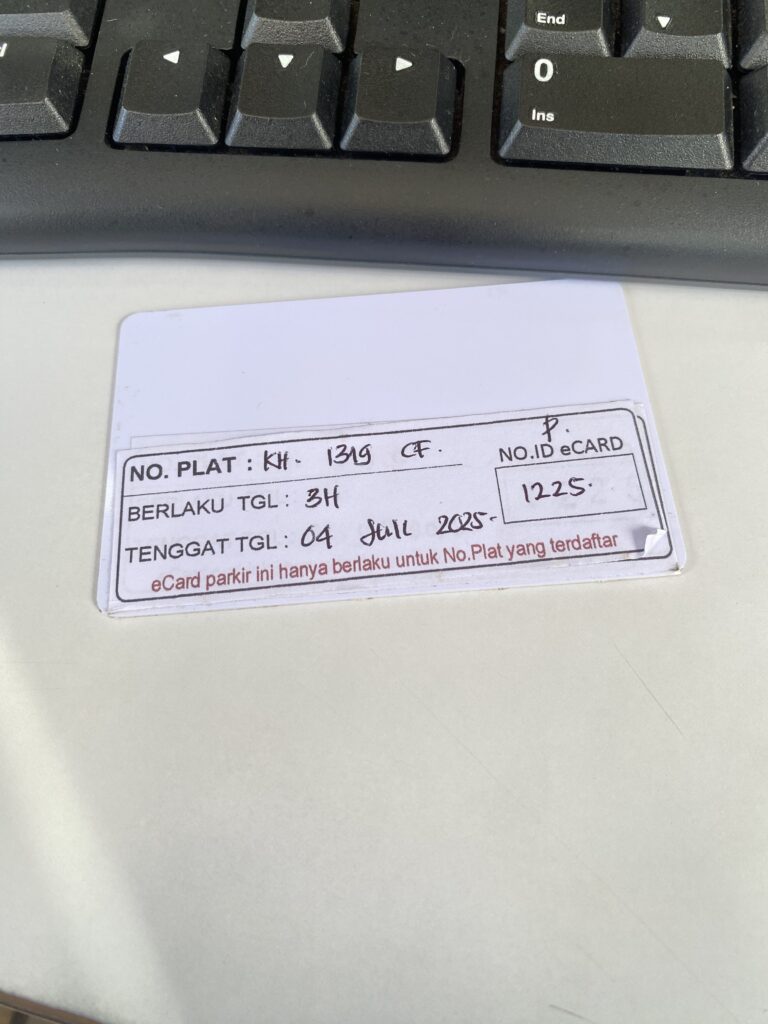 End
0
Ins
P.
NO. PLAT : KH - 1319 CF.
NO.ID eCARD
BERLAKU TGL : 3H
1225.
TENGGAT TGL : 04 Juli 2025-
eCard parkir ini hanya berlaku untuk No.Plat yang terdaftar